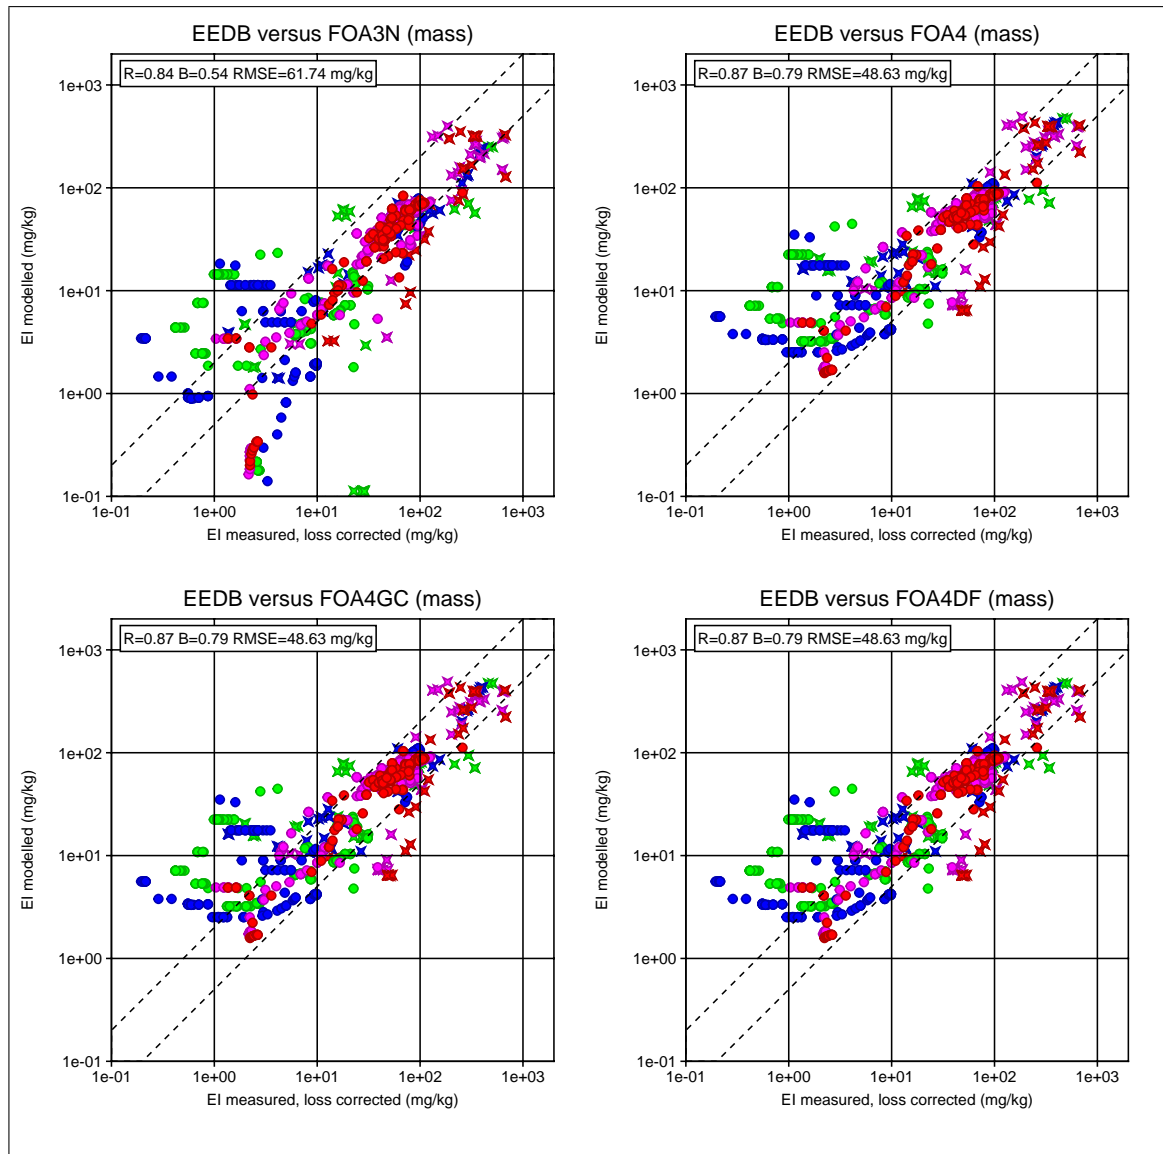 EEDB versus FOA3N (mass)
R=0.84 B=0.54 RMSE=61.74 mg/kg
EI modelled (mg/kg)
1e+03
1e+02
1e+01
1e+00
1e-01
1e-01 1e+00 1e+01 1e+02 1e+03
EI measured, loss corrected (mg/kg)
EEDB versus FOA4 (mass)
R=0.87 B=0.79 RMSE=48.63 mg/kg
EI modelled (mg/kg)
1e+03
1e+02
1e+01
1e+00
1e-01
1e-01 1e+00 1e+01 1e+02 1e+03
EI measured, loss corrected (mg/kg)
EEDB versus FOA4GC (mass)
R=0.87 B=0.79 RMSE=48.63 mg/kg
EI modelled (mg/kg)
1e+03
1e+02
1e+01
1e+00
1e-01
1e-01 1e+00 1e+01 1e+02 1e+03
EI measured, loss corrected (mg/kg)
EEDB versus FOA4DF (mass)
R=0.87 B=0.79 RMSE=48.63 mg/kg
EI modelled (mg/kg)
1e+03
1e+02
1e+01
1e+00
1e-01
1e-01 1e+00 1e+01 1e+02 1e+03
EI measured, loss corrected (mg/kg)